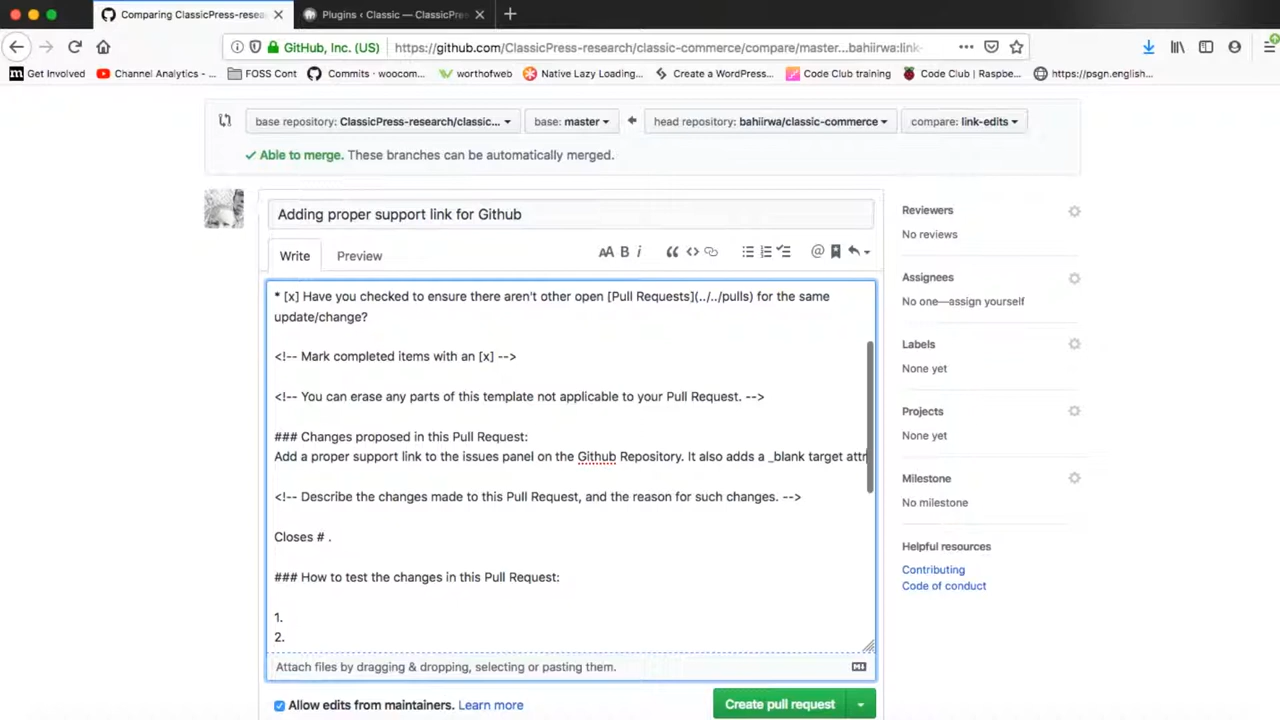 Comparing ClassicPress-resea
Plugins ‹ Classic — ClassicPres
GitHub, Inc. (US)
https://github.com/ClassicPress-research/classic-commerce/compare/master...bahiirwa:link-
Get Involved
Channel Analytics - ...
FOSS Cont
Commits · woocom...
worthofweb
Native Lazy Loading...
Create a WordPress...
Code Club training
Code Club | Raspbe...
https://psgn.english...
base repository: ClassicPress-research/classic...
base: master
head repository: bahiirwa/classic-commerce
compare: link-edits
Able to merge. These branches can be automatically merged.
Adding proper support link for Github
Write
Preview
* [x] Have you checked to ensure there aren't other open [Pull Requests](../../pulls) for the same
update/change?
<!-- Mark completed items with an [x] -->
<!-- You can erase any parts of this template not applicable to your Pull Request. -->
### Changes proposed in this Pull Request:
Add a proper support link to the issues panel on the Github Repository. It also adds a _blank target attr
<!-- Describe the changes made to this Pull Request, and the reason for such changes. -->
Closes # .
### How to test the changes in this Pull Request:
1.
2.
Attach files by dragging & dropping, selecting or pasting them.
Allow edits from maintainers. Learn more
Create pull request
Reviewers
No reviews
Assignees
No one—assign yourself
Labels
None yet
Projects
None yet
Milestone
No milestone
Helpful resources
Contributing
Code of conduct